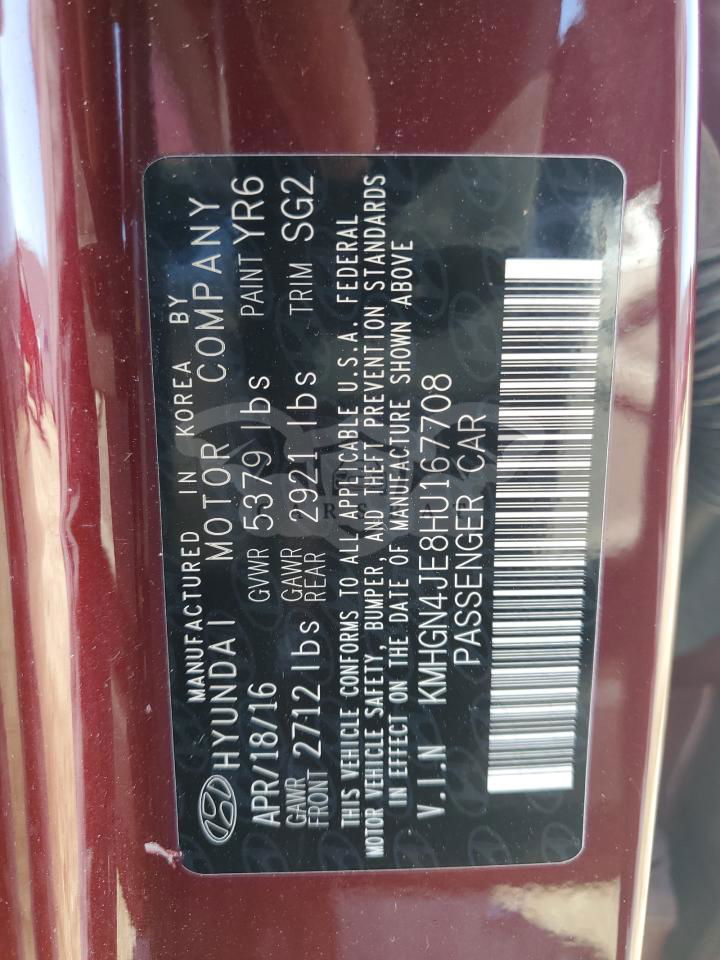 MANUFACTURED IN KOREA BY
HYUNDAI MOTOR COMPANY
APR/18/16 GVWR 5379 lbs PAINT YR6
GAWR FRONT 2712 lbs GAWR REAR 2921 lbs TRIM SG2
THIS VEHICLE CONFORMS TO ALL APPLICABLE U.S.A. FEDERAL
MOTOR VEHICLE SAFETY, BUMPER, AND THEFT PREVENTION STANDARDS
IN EFFECT ON THE DATE OF MANUFACTURE SHOWN ABOVE
V.I.N KMHGN4JE8HU167708
PASSENGER CAR